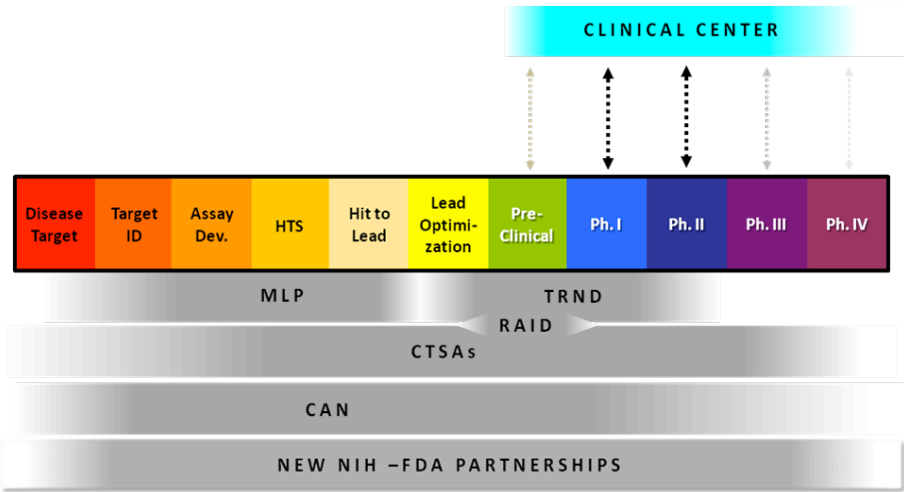 CLINICAL CENTER
Disease
Target
Target
ID
Assay
Dev.
HTS
Hit to
Lead
Lead
Optimi-
zation
Pre-
Clinical
Ph. I
Ph. II
Ph. III
Ph. IV
MLP
TRND
RAID
CTSAs
CAN
NEW NIH –FDA PARTNERSHIPS